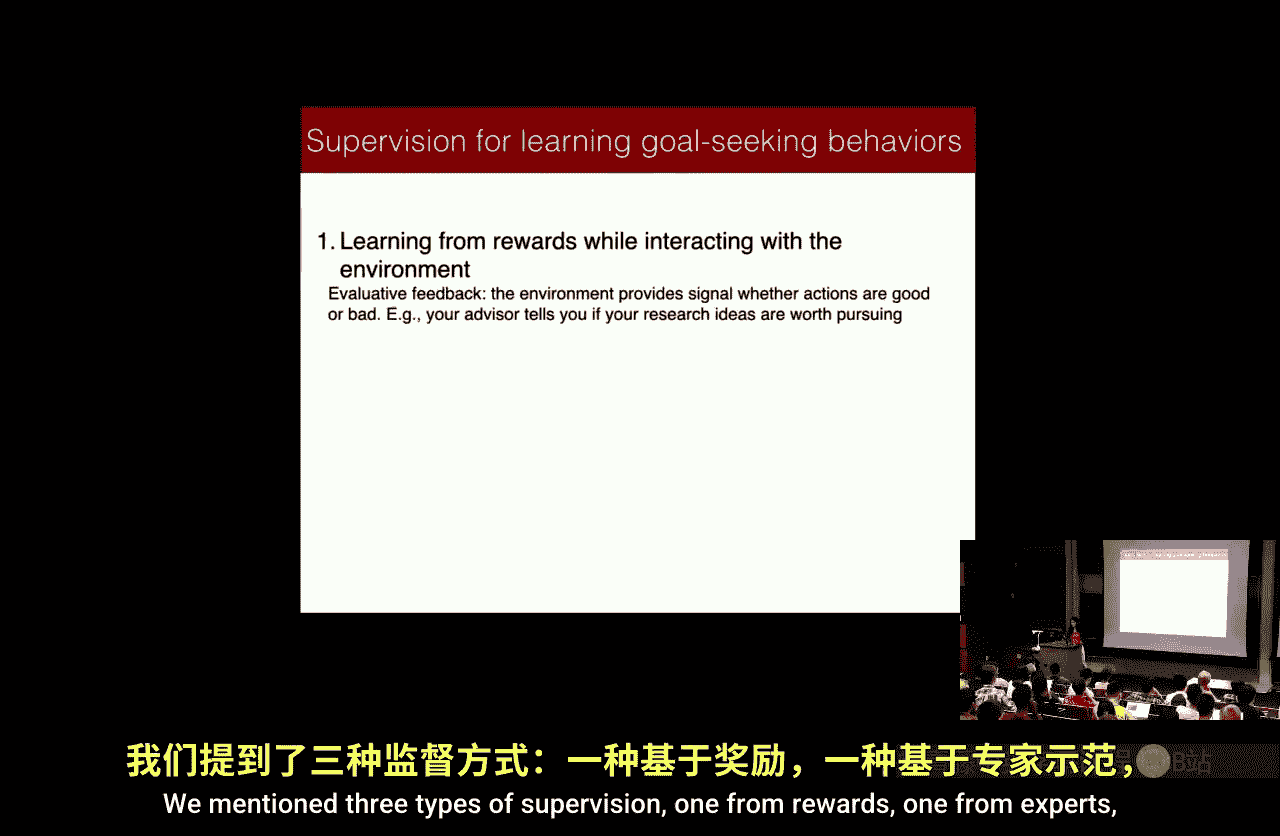 Supervision for learning goal-seeking behaviors
1. Learning from rewards while interacting with the
environment
Evaluative feedback: the environment provides signal whether actions are good
or bad. E.g., your advisor tells you if your research ideas are worth pursuing
我们提到了三种监督方式：一种基于奖励，一种基于专家示范，
B站
We mentioned three types of supervision, one from rewards, one from experts,